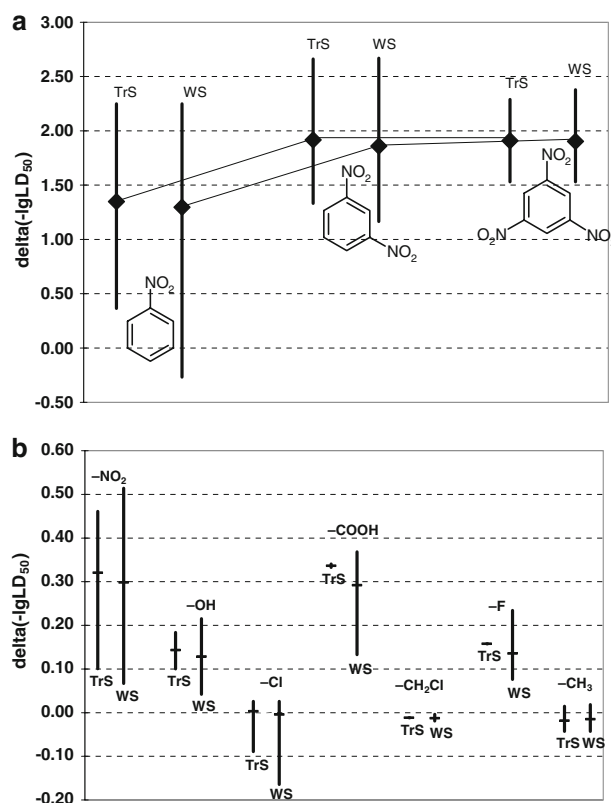 a
3.00
2.50
2.00
1.50
1.00
0.50
0.00
-0.50
delta(-lgLD50)
TrS
WS
TrS
WS
TrS
WS
NO2
NO2
NO2
NO2
O2N
NO
b
0.60
0.50
0.40
0.30
0.20
0.10
0.00
-0.10
-0.20
delta(-lgLD50)
–NO2
TrS
WS
–OH
TrS
WS
–Cl
TrS
WS
–COOH
TrS
WS
–CH2Cl
TrS
WS
–F
TrS
WS
–CH3
TrS
WS